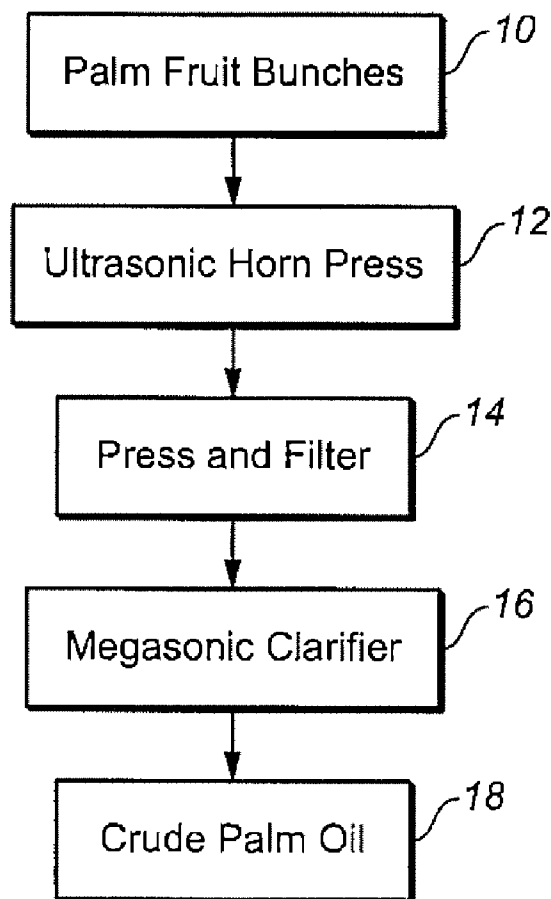 10
Palm Fruit Bunches
12
Ultrasonic Horn Press
14
Press and Filter
16
Megasonic Clarifier
18
Crude Palm Oil